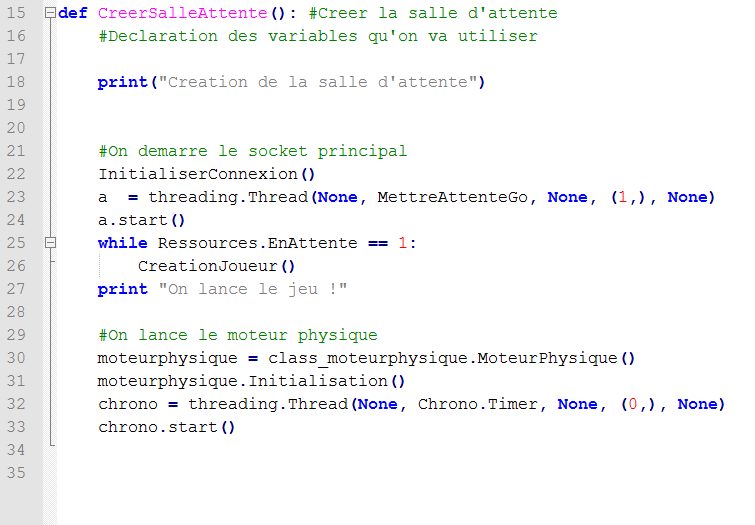 15 def CreerSalleAttente(): #Creer la salle d'attente
16 #Declaration des variables qu'on va utiliser
17
18 print("Creation de la salle d'attente")
19
20
21 #On demarre le socket principal
22 InitialiserConnexion()
23 a  = threading.Thread(None, MettreAttenteGo, None, (1,), None)
24 a.start()
25 while Ressources.EnAttente == 1:
26 CreationJoueur()
27 print "On lance le jeu !"
28
29 #On lance le moteur physique
30 moteurphysique = class_moteurphysique.MoteurPhysique()
31 moteurphysique.Initialisation()
32 chrono = threading.Thread(None, Chrono.Timer, None, (0,), None)
33 chrono.start()
34
35